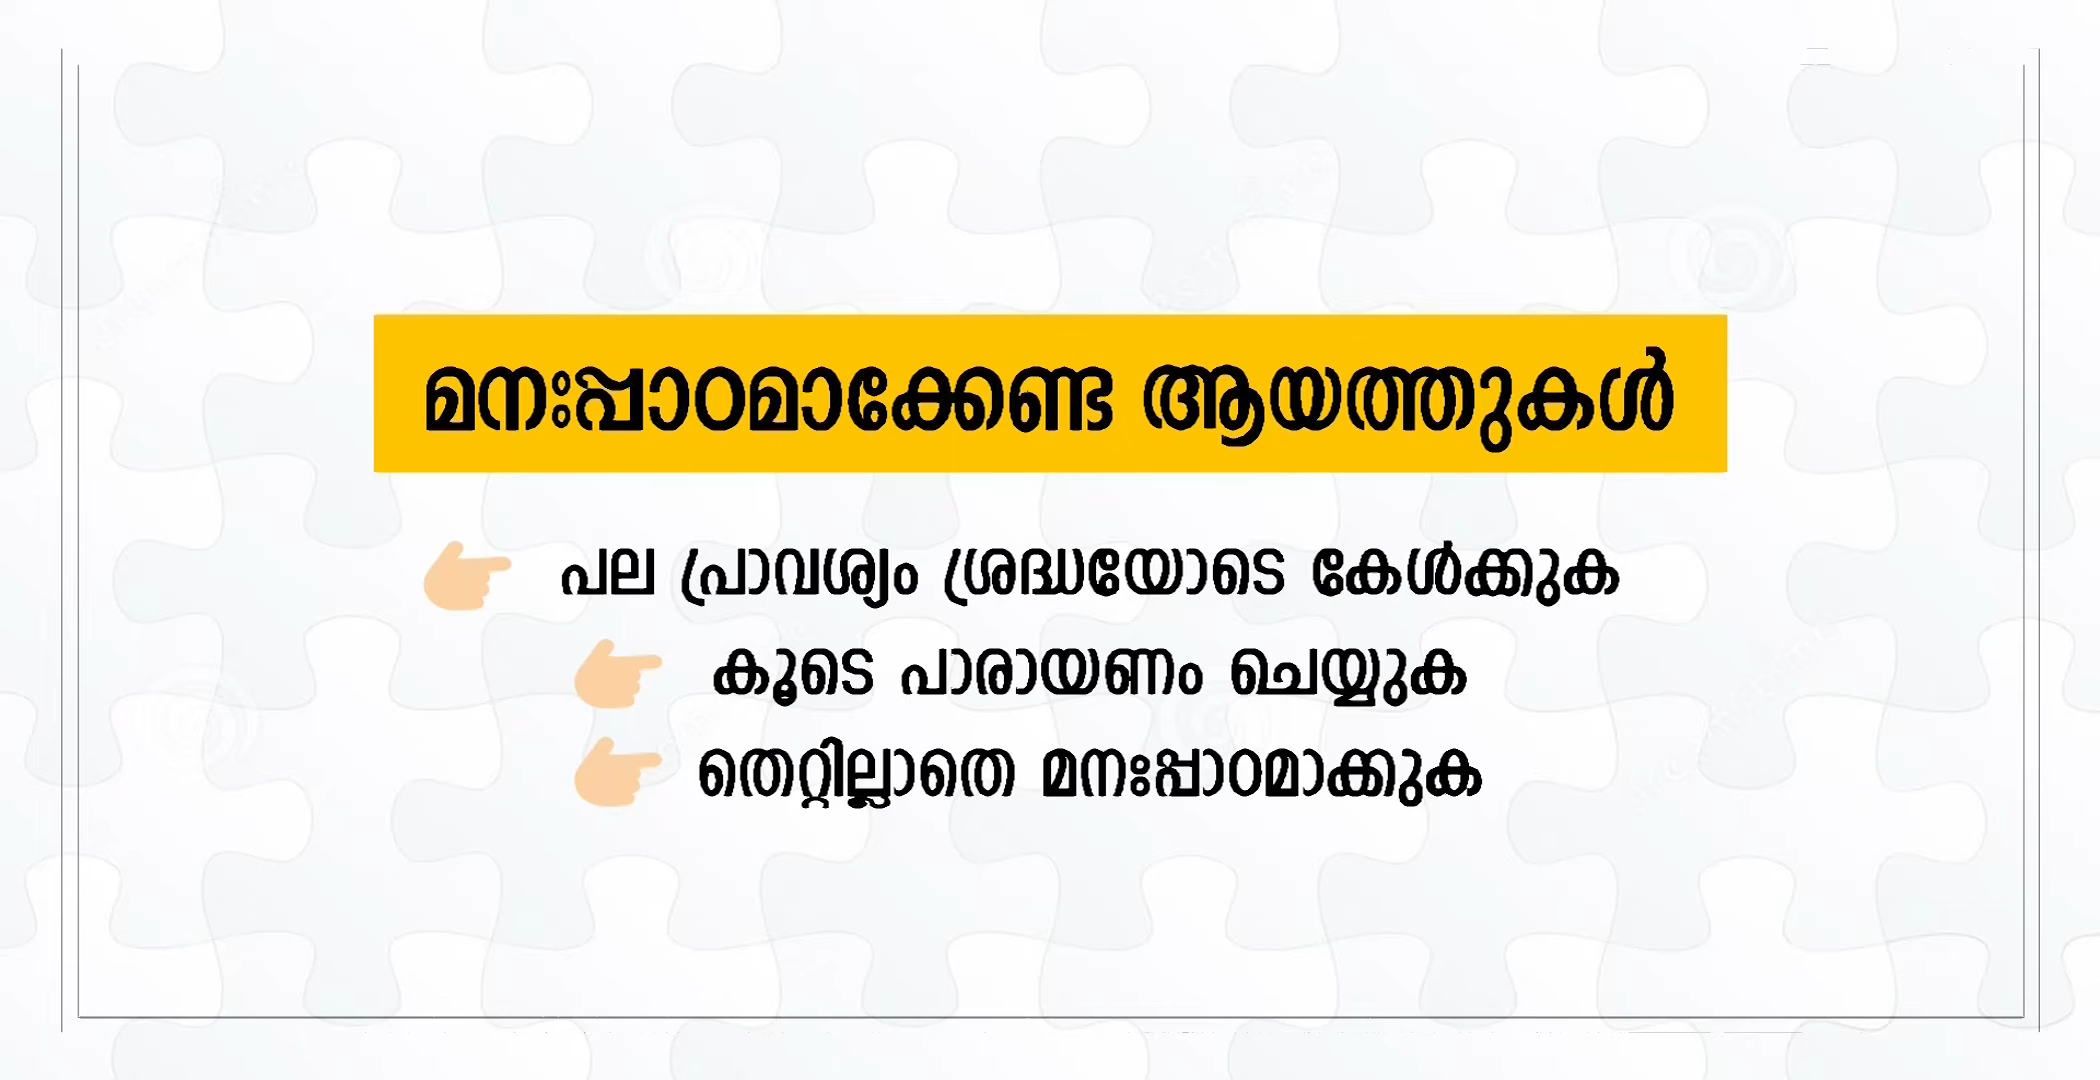 മനഃപ്പാഠമാക്കേണ്ട ആയത്തുകൾ
പല പ്രാവശ്യം ശ്രദ്ധയോടെ കേൾക്കുക
കൂടെ പാരായണം ചെയ്യുക
തെറ്റില്ലാതെ മനഃപ്പാഠമാക്കുക